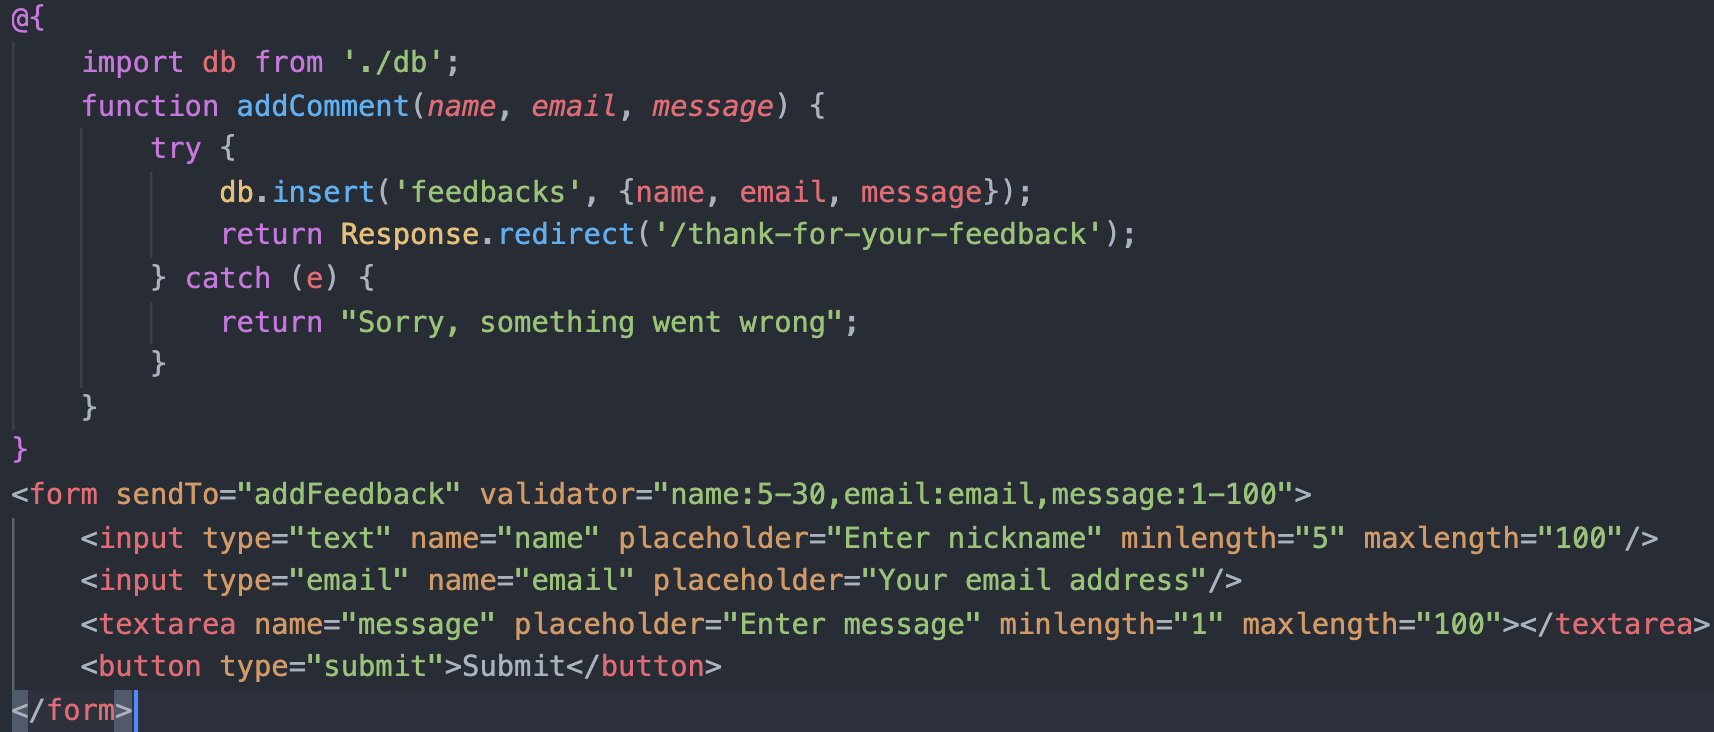 @{
    import db from './db';
    function addComment(name, email, message) {
        try {
            db.insert('feedbacks', {name, email, message});
            return Response.redirect('/thank-for-your-feedback');
        } catch (e) {
            return "Sorry, something went wrong";
        }
    }
}
<form sendTo="addFeedback" validator="name:5-30,email:email,message:1-100">
    <input type="text" name="name" placeholder="Enter nickname" minlength="5" maxlength="100"/>
    <input type="email" name="email" placeholder="Your email address"/>
    <textarea name="message" placeholder="Enter message" minlength="1" maxlength="100"></textarea>
    <button type="submit">Submit</button>
</form>